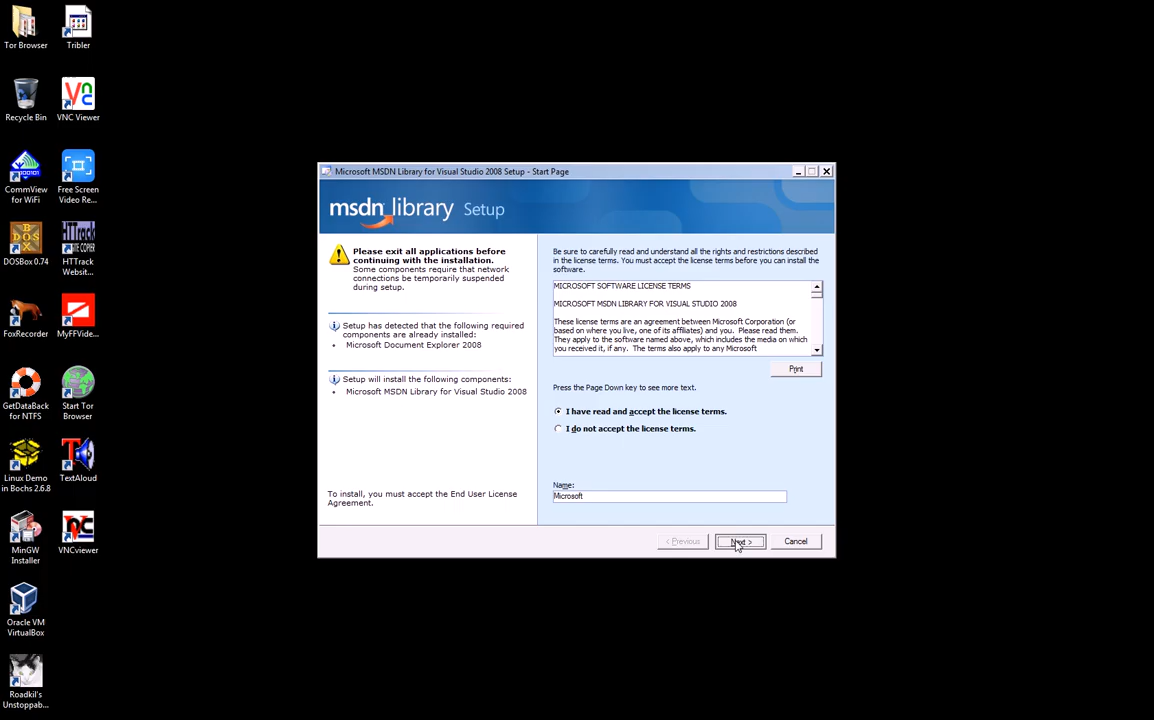 Tor Browser
Tribler
Recycle Bin
VNC Viewer
CommView
for WiFi
Free Screen
Video Re...
DOSBox 0.74
HTTrack
Websit...
FoxRecorder
MyFFVide...
GetDataBack
for NTFS
Start Tor
Browser
Linux Demo
in Bochs 2.6.8
TextAloud
MinGW
Installer
VNCviewer
Oracle VM
VirtualBox
Roadkil's
Unstoppab...
Microsoft MSDN Library for Visual Studio 2008 Setup - Start Page
msdn library Setup
Please exit all applications before
continuing with the installation.
Some components require that network
connections be temporarily suspended
during setup.
Setup has detected that the following required
components are already installed:
• Microsoft Document Explorer 2008
Setup will install the following components:
• Microsoft MSDN Library for Visual Studio 2008
To install, you must accept the End User License
Agreement.
Be sure to carefully read and understand all the rights and restrictions described
in the license terms. You must accept the license terms before you can install the
software.
MICROSOFT SOFTWARE LICENSE TERMS
MICROSOFT MSDN LIBRARY FOR VISUAL STUDIO 2008
These license terms are an agreement between Microsoft Corporation (or
based on where you live, one of its affiliates) and you. Please read them.
They apply to the software named above, which includes the media on which
you received it, if any. The terms also apply to any Microsoft
Print
Press the Page Down key to see more text.
I have read and accept the license terms.
I do not accept the license terms.
Name:
Microsoft
< Previous
Next >
Cancel